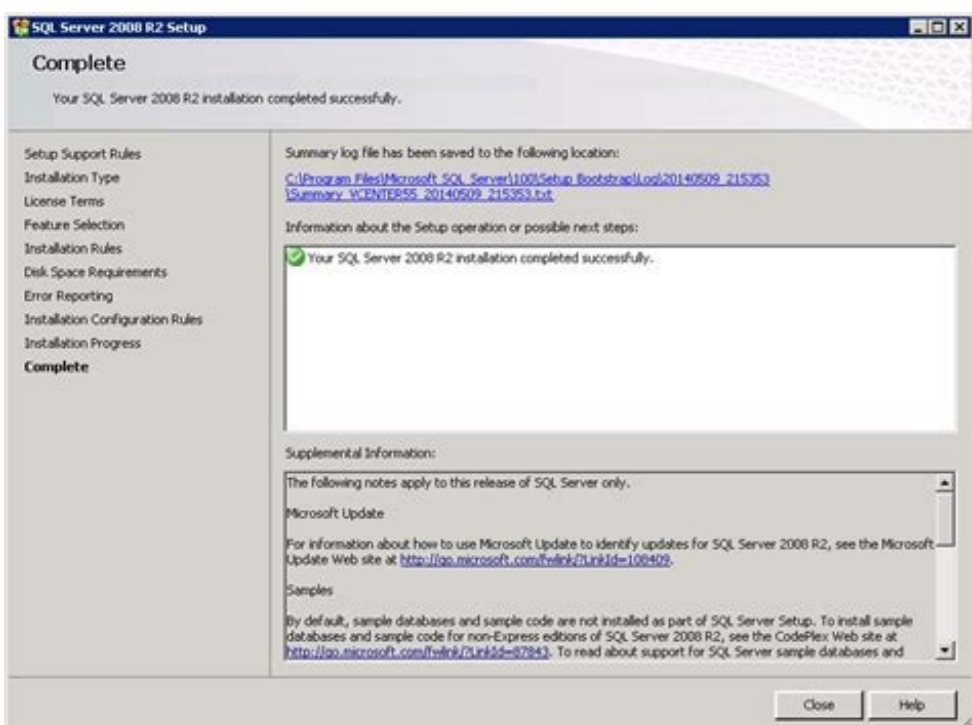 SQL Server 2008 R2 Setup
Complete
Your SQL Server 2008 R2 installation completed successfully.
Setup Support Rules
Installation Type
License Terms
Feature Selection
Installation Rules
Disk Space Requirements
Error Reporting
Installation Configuration Rules
Installation Progress
Complete
Summary log file has been saved to the following location:
C:\Program Files\Microsoft SQL Server\100\Setup Bootstrap\Log\20140509_215353
\Summary_VCENTER55_20140509_215353.txt
Information about the Setup operation or possible next steps:
Your SQL Server 2008 R2 installation completed successfully.
Supplemental Information:
The following notes apply to this release of SQL Server only.
Microsoft Update
For information about how to use Microsoft Update to identify updates for SQL Server 2008 R2, see the Microsoft
Update Web site at http://go.microsoft.com/fwlink/?LinkId=108409.
Samples
By default, sample databases and sample code are not installed as part of SQL Server Setup. To install sample
databases and sample code for non-Express editions of SQL Server 2008 R2, see the CodePlex Web site at
http://go.microsoft.com/fwlink/?LinkId=87843. To read about support for SQL Server sample databases and
Close
Help